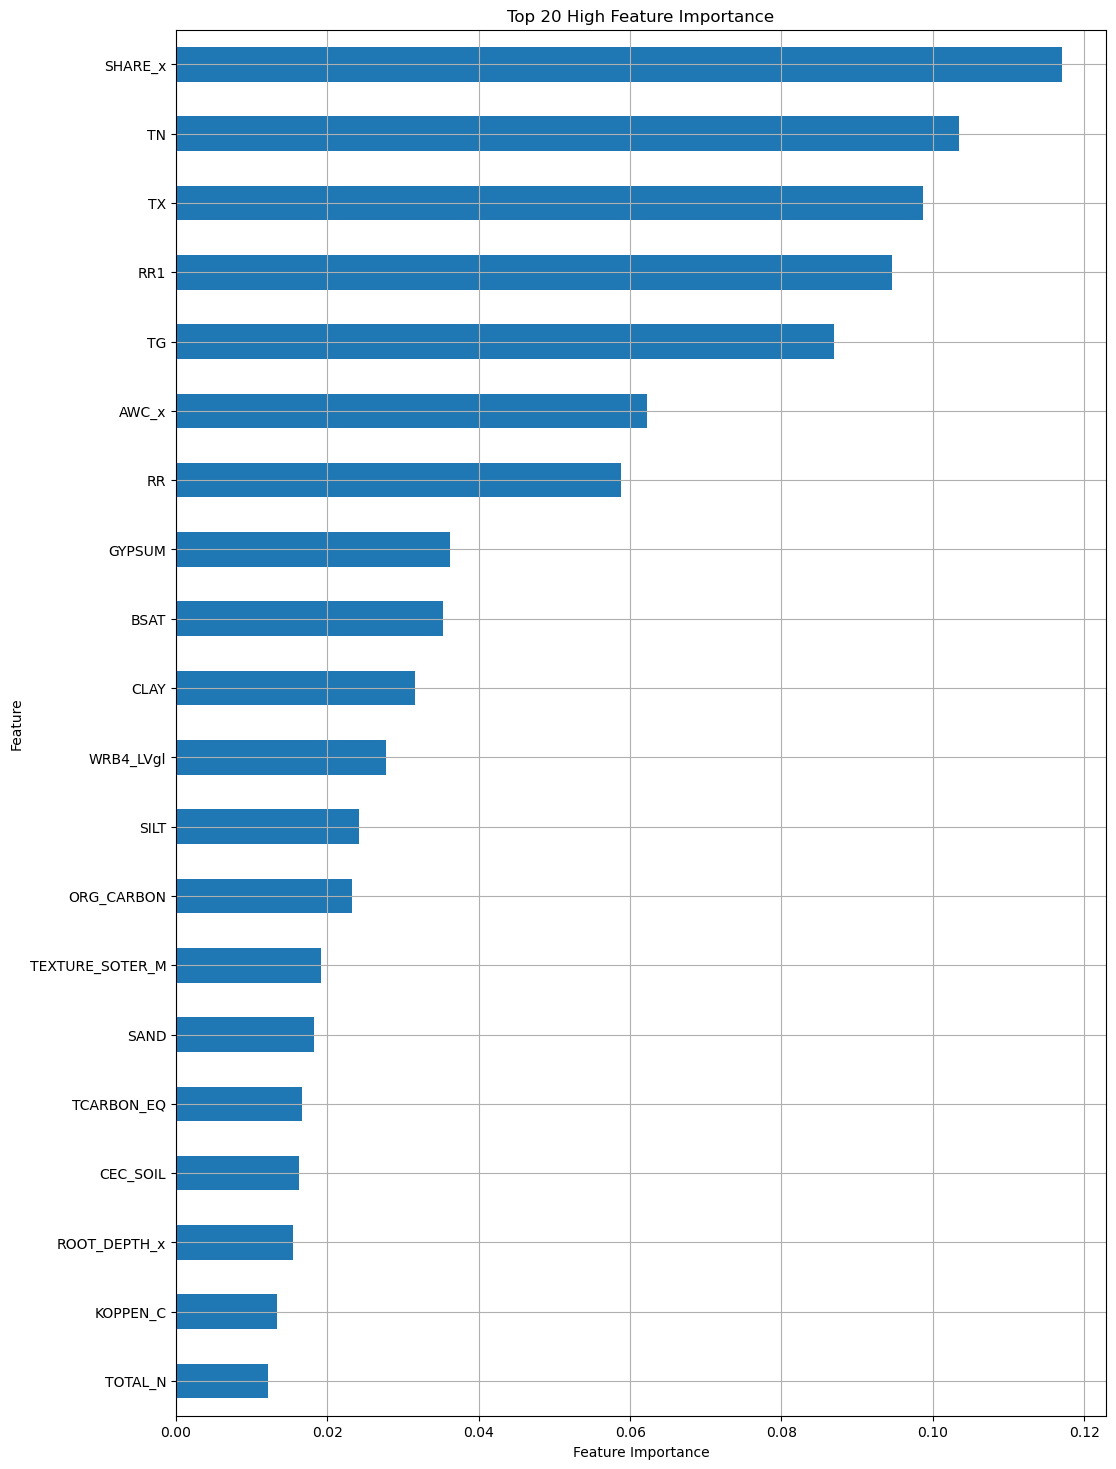 Top 20 High Feature Importance
SHARE_x
TN
TX
RR1
TG
AWC_x
RR
GYPSUM
BSAT
CLAY
WRB4_LVgl
SILT
ORG_CARBON
TEXTURE_SOTER_M
SAND
TCARBON_EQ
CEC_SOIL
ROOT_DEPTH_x
KOPPEN_C
TOTAL_N
Feature
0.00 0.02 0.04 0.06 0.08 0.10 0.12
Feature Importance